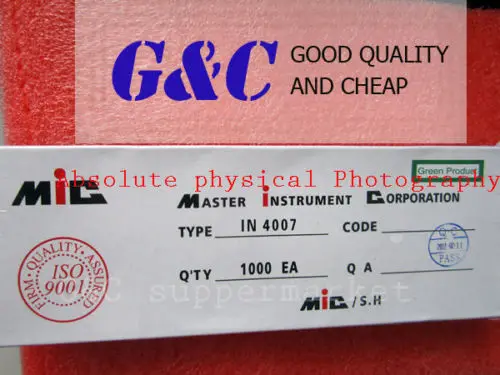 G&C GOOD QUALITY
AND CHEAP
Green Product
MiC Absolute physical Photography
MASTER INSTRUMENT CORPORATION
TYPE IN 4007 CODE
Q'TY 1000 EA Q A
QC
PASS
FIRM·QUALITY·ASSURED
ISO
9001
G&C suppermarket
MiC / S.H